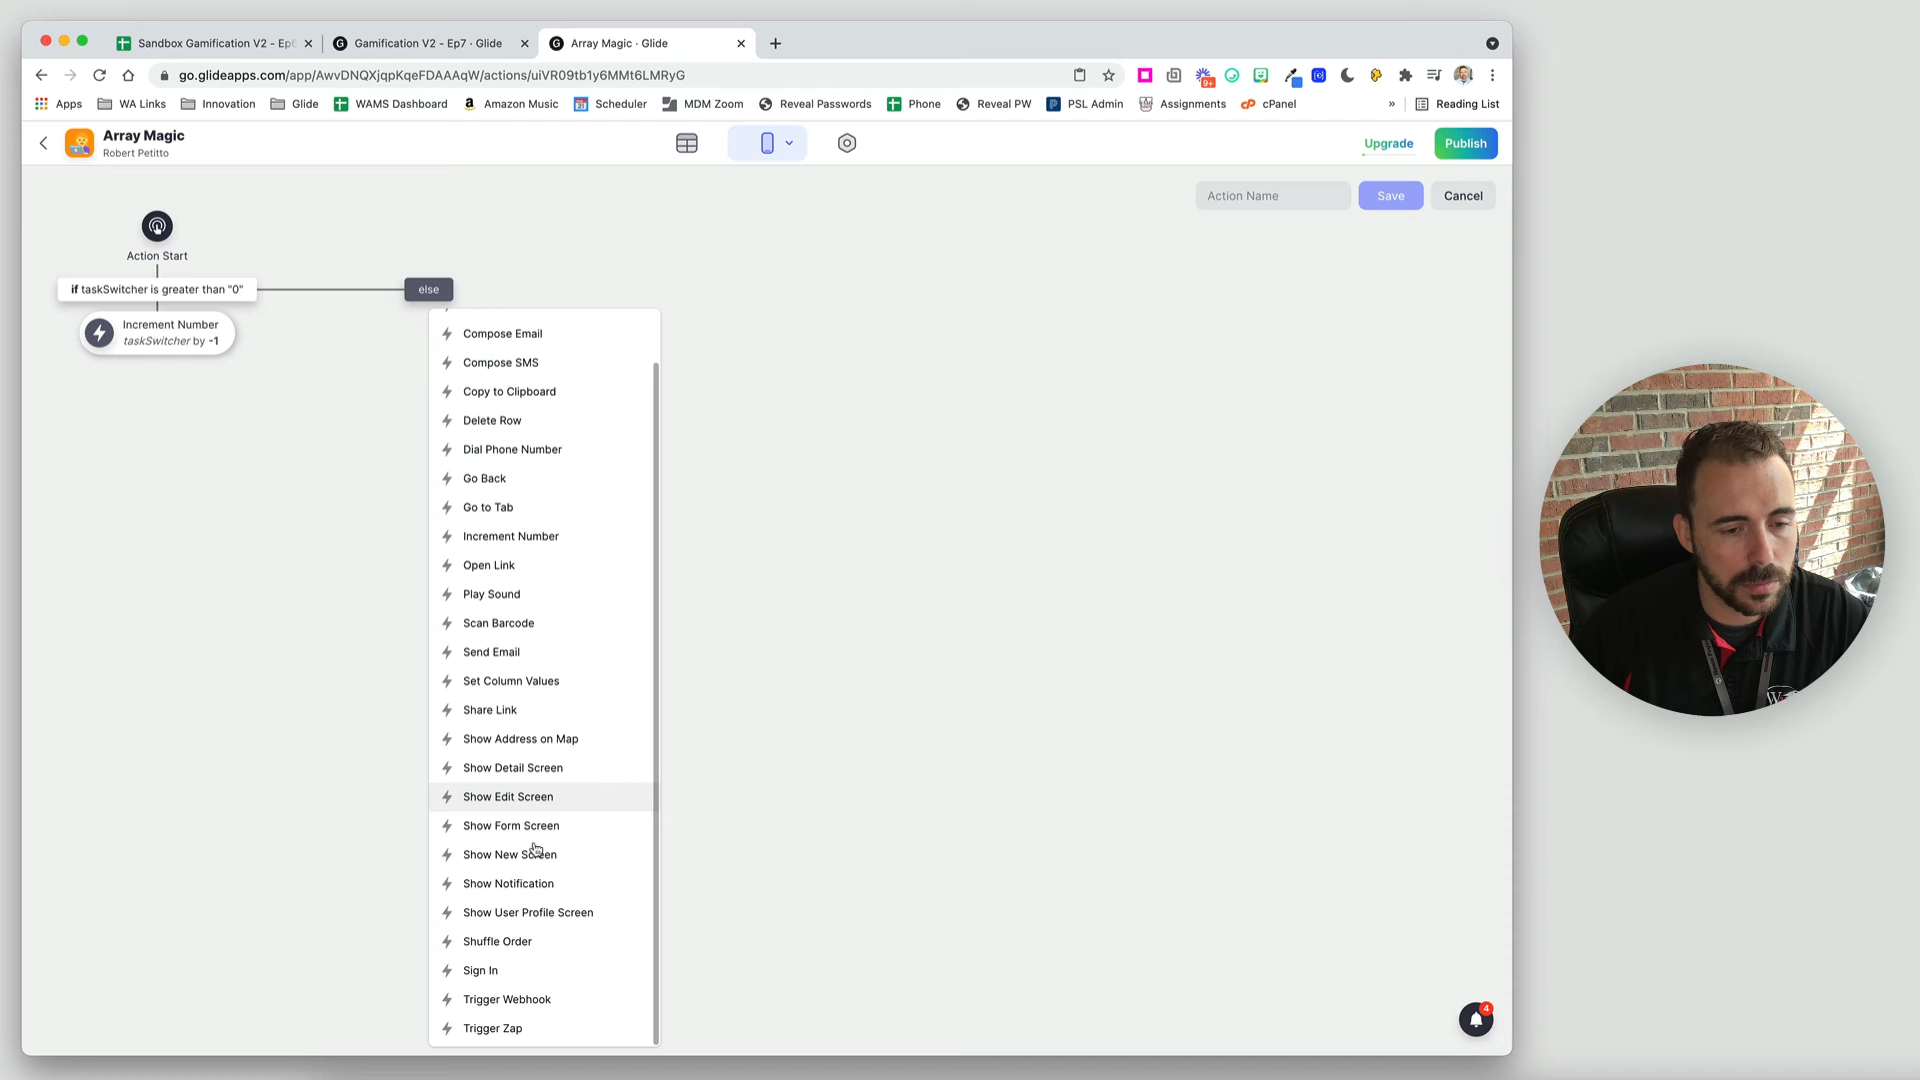 Sandbox Gamification V2 - Ep
Gamification V2 - Ep7 · Glide
Array Magic · Glide
go.glideapps.com/app/AwvDNQXjqpKqeFDAAAqW/actions/uiVR09tb1y6MMt6LMRyG
9+
Apps
WA Links
Innovation
Glide
WAMS Dashboard
Amazon Music
Scheduler
MDM Zoom
Reveal Passwords
Phone
Reveal PW
PSL Admin
Assignments
cPanel
»
Reading List
Array Magic
Robert Petitto
Upgrade
Publish
Action Name
Save
Cancel
Action Start
if taskSwitcher is greater than "0"
else
Increment Number
taskSwitcher by -1
Compose Email
Compose SMS
Copy to Clipboard
Delete Row
Dial Phone Number
Go Back
Go to Tab
Increment Number
Open Link
Play Sound
Scan Barcode
Send Email
Set Column Values
Share Link
Show Address on Map
Show Detail Screen
Show Edit Screen
Show Form Screen
Show New Screen
Show Notification
Show User Profile Screen
Shuffle Order
Sign In
Trigger Webhook
Trigger Zap
4